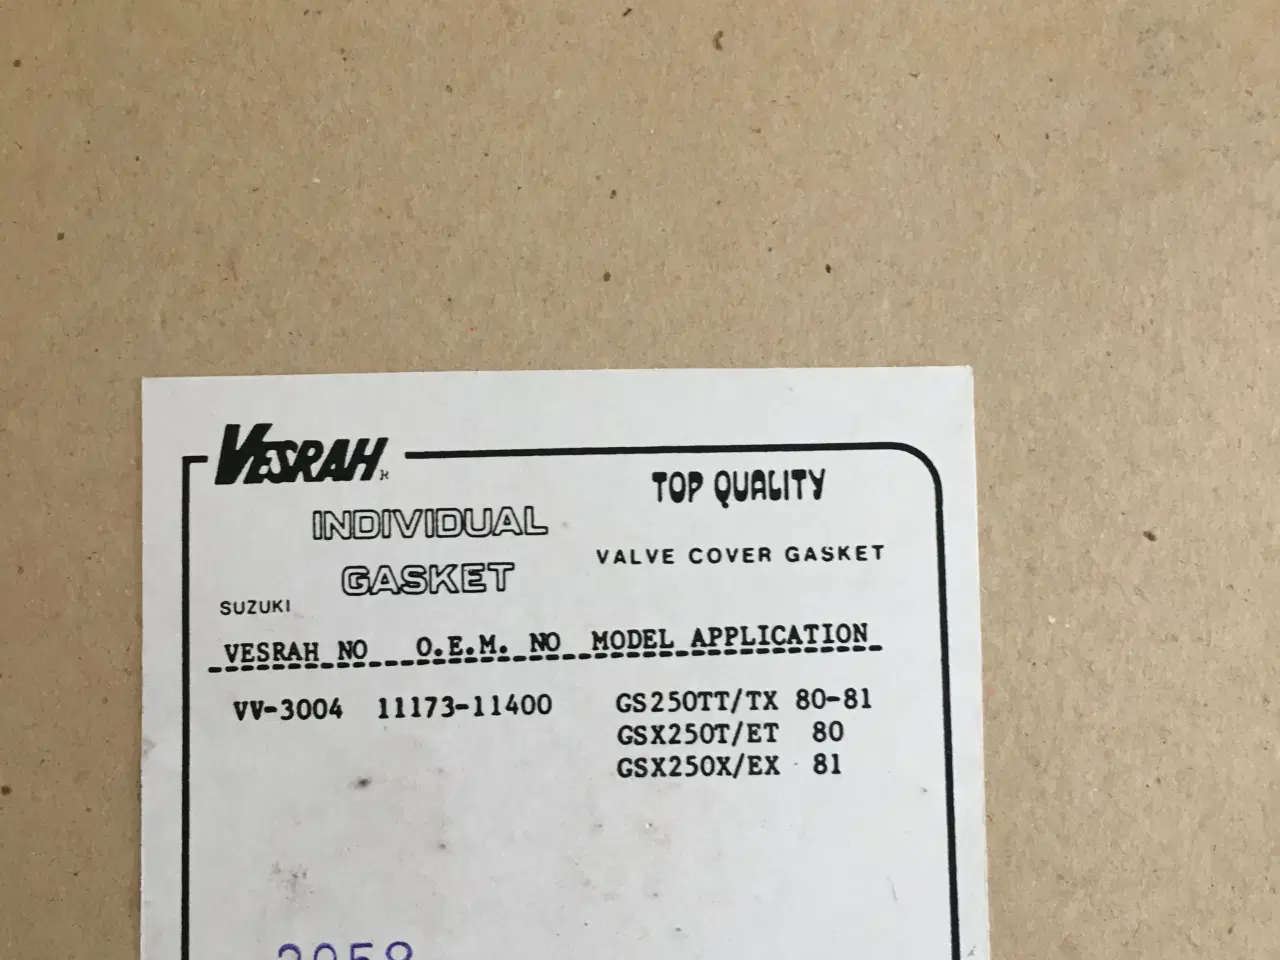 VESRAH R
TOP QUALITY
INDIVIDUAL
GASKET
VALVE COVER GASKET
SUZUKI
VESRAH NO O.E.M. NO MODEL APPLICATION
VV-3004 11173-11400 GS250TT/TX 80-81
GSX250T/ET 80
GSX250X/EX 81